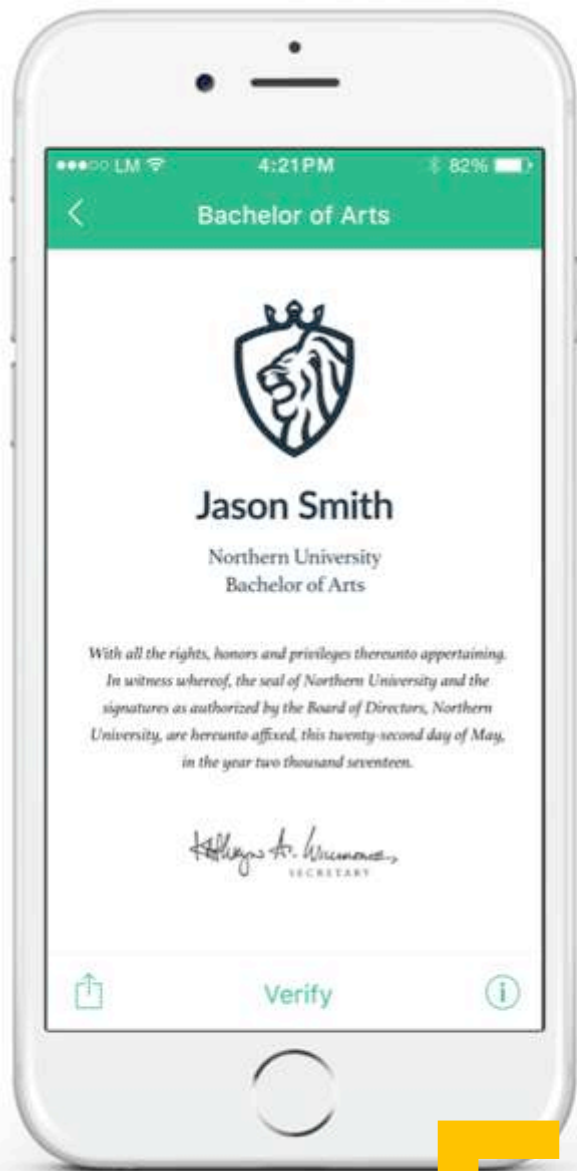 LM 4:21 PM 82%
Bachelor of Arts
Jason Smith
Northern University
Bachelor of Arts
With all the rights, honors and privileges thereunto appertaining.
In witness whereof, the seal of Northern University and the
signatures as authorized by the Board of Directors, Northern
University, are hereunto affixed, this twenty-second day of May,
in the year two thousand seventeen.
SECRETARY
Verify